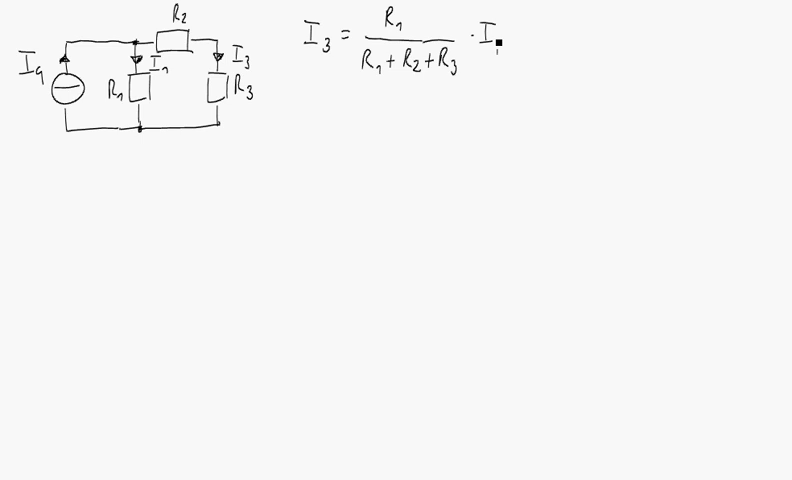 R2
Iq
I1
I3
R1
R3
I3 = R1 / (R1 + R2 + R3) · I